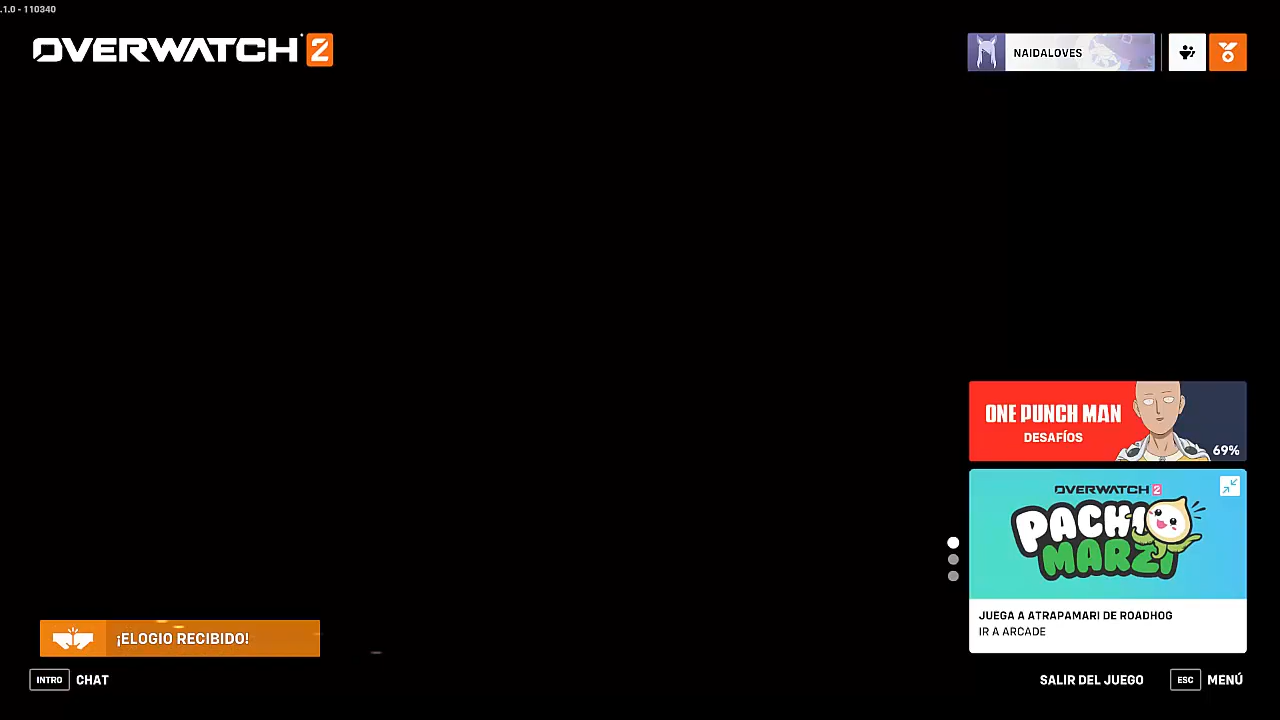 .1.0 - 110340
OVERWATCH 2
NAIDALOVES
ONE PUNCH MAN
DESAFÍOS
69%
OVERWATCH 2
PACHI
MARZI
JUEGA A ATRAPAMARI DE ROADHOG
IR A ARCADE
¡ELOGIO RECIBIDO!
INTRO CHAT
SALIR DEL JUEGO
ESC MENÚ